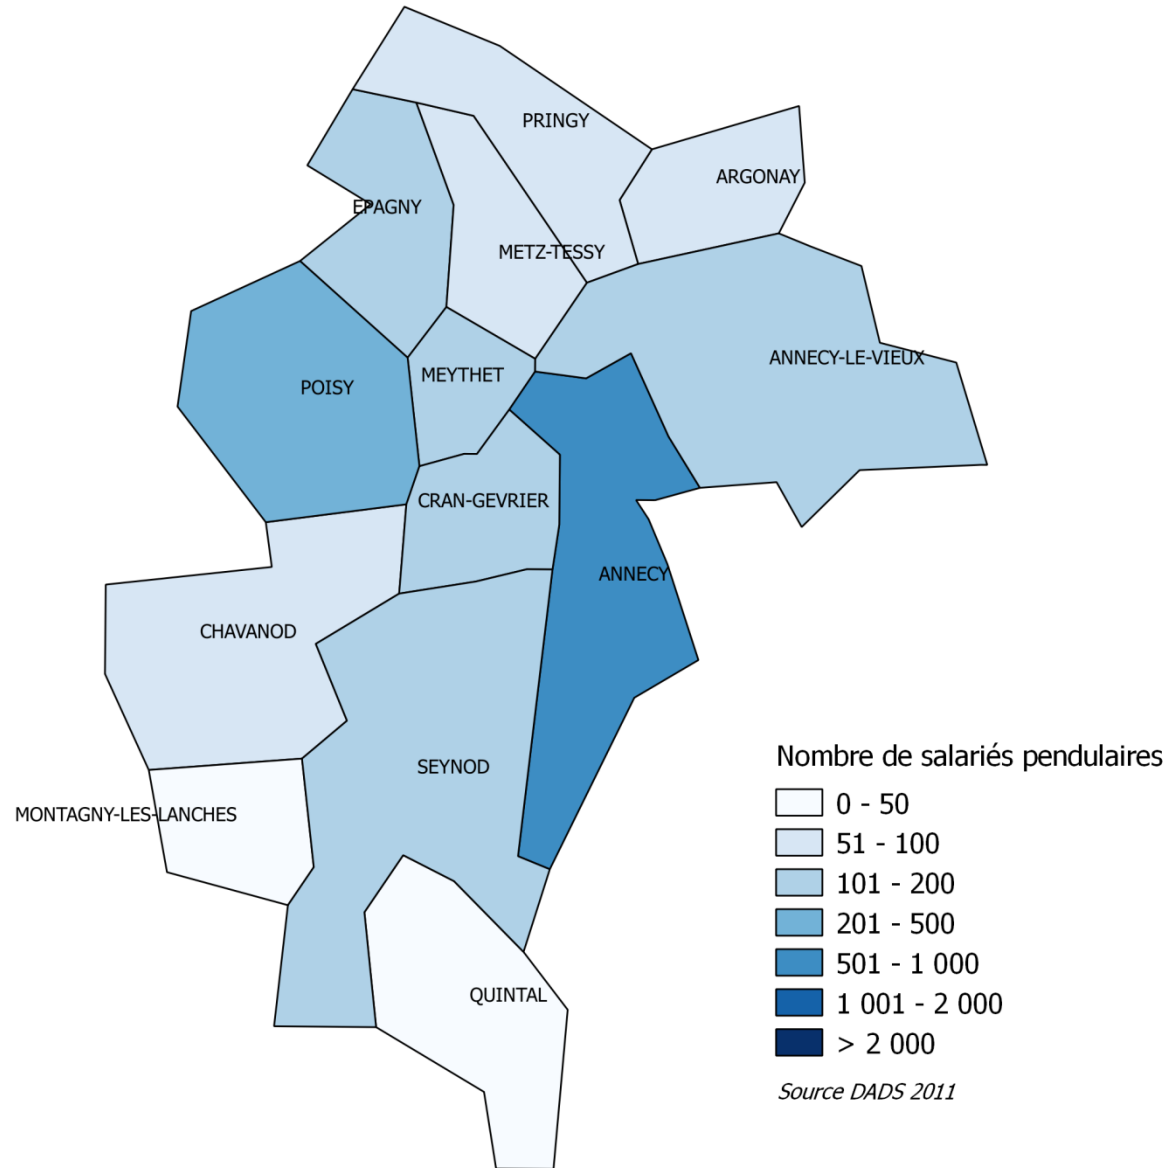 PRINGY
ARGONAY
EPAGNY
METZ-TESSY
ANNECY-LE-VIEUX
MEYTHET
POISY
CRAN-GEVRIER
ANNECY
CHAVANOD
SEYNOD
MONTAGNY-LES-LANCHES
QUINTAL
Nombre de salariés pendulaires
0 - 50
51 - 100
101 - 200
201 - 500
501 - 1 000
1 001 - 2 000
> 2 000
Source DADS 2011